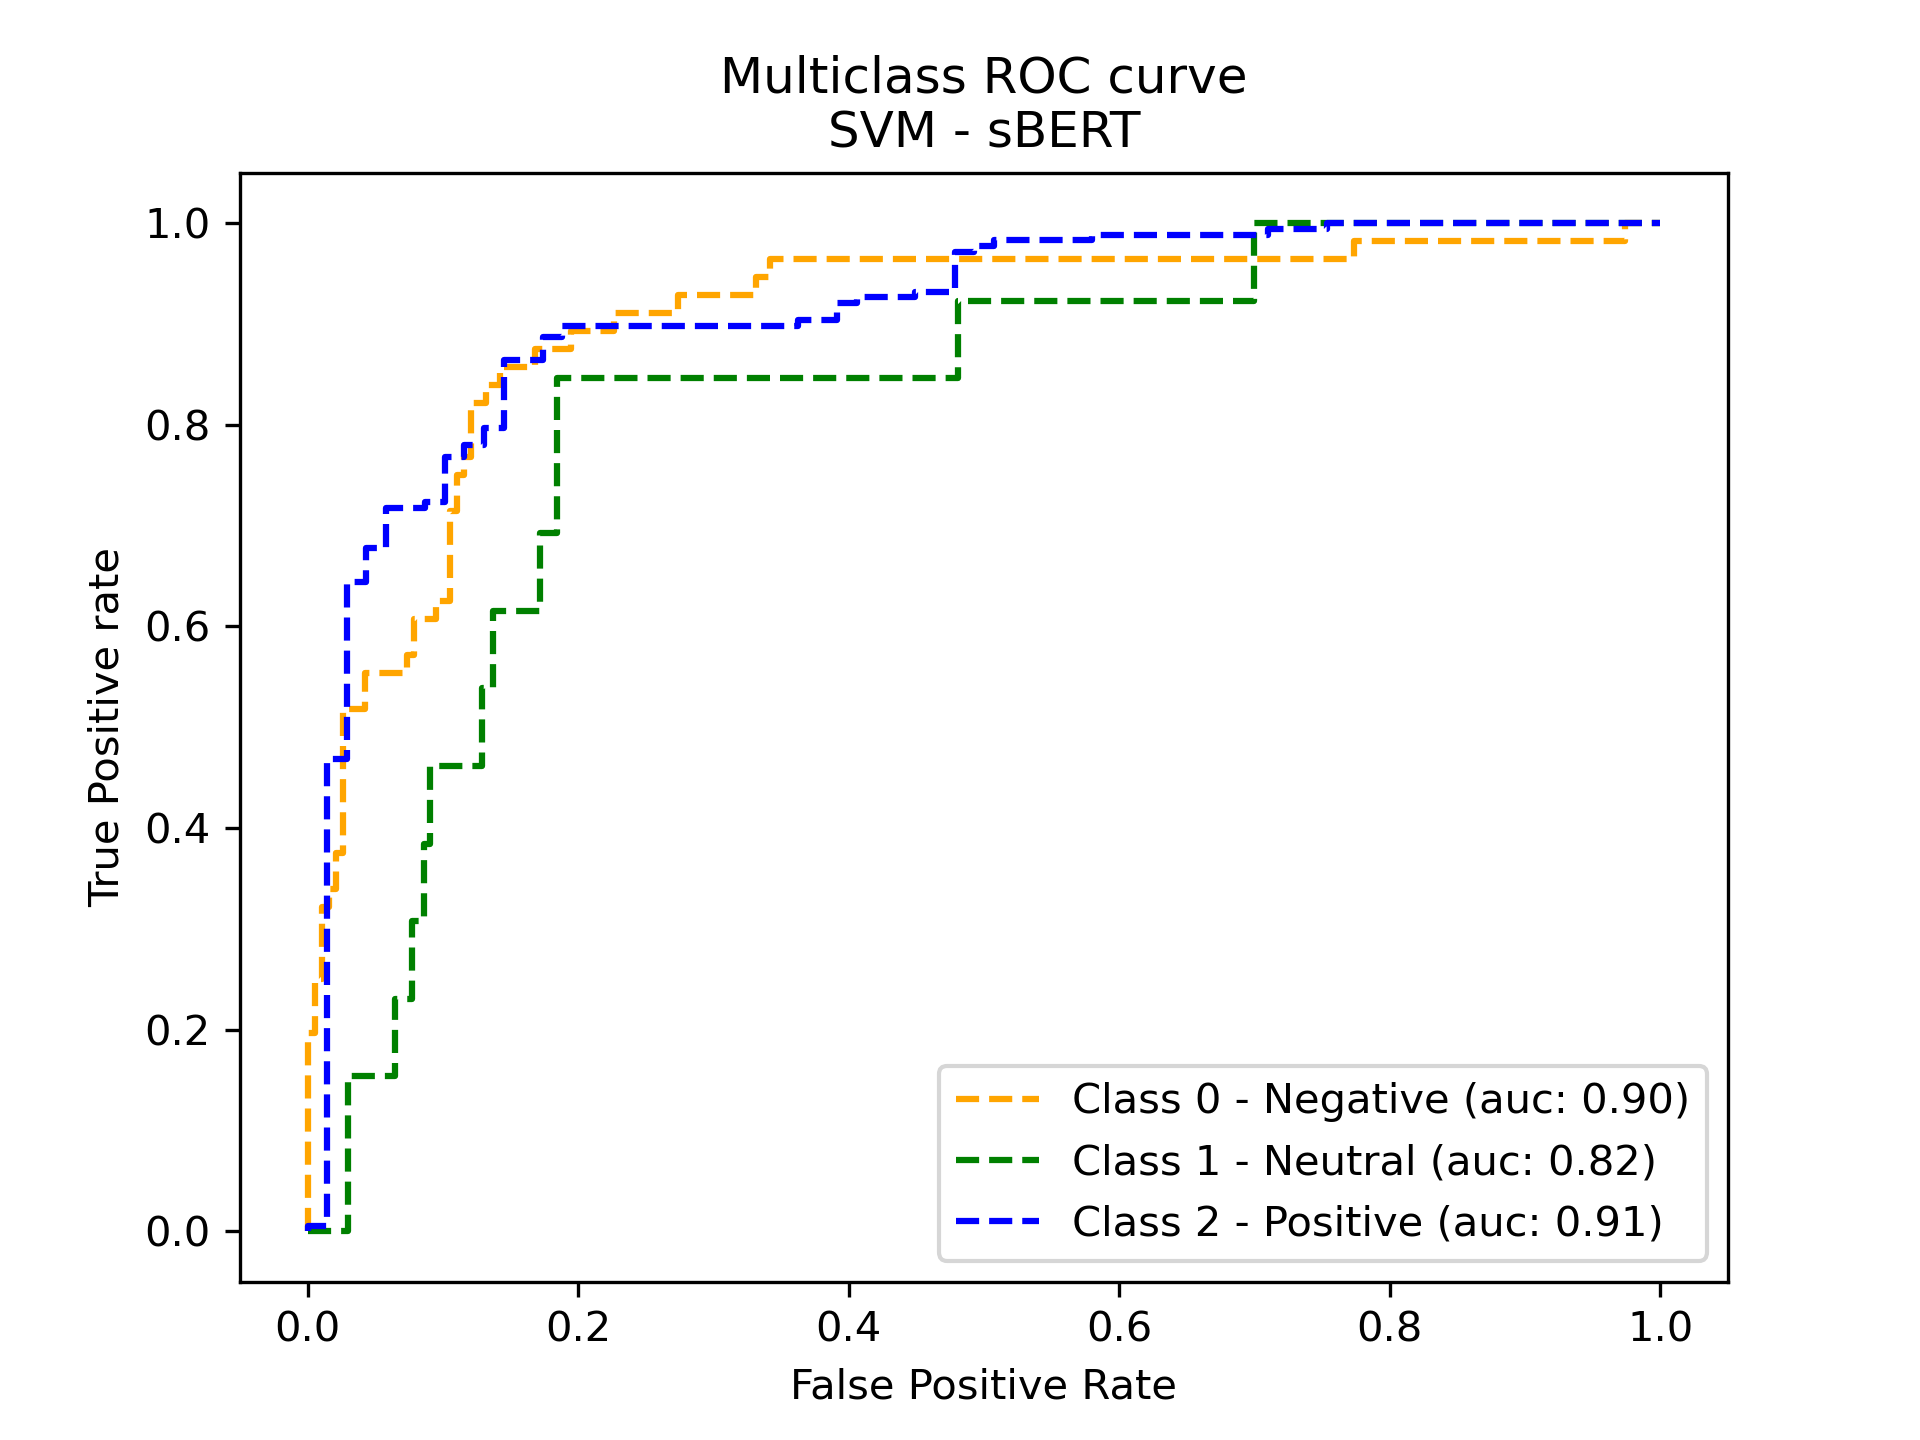 Multiclass ROC curve
SVM - sBERT
True Positive rate
1.0
0.8
0.6
0.4
0.2
0.0
Class 0 - Negative (auc: 0.90)
Class 1 - Neutral (auc: 0.82)
Class 2 - Positive (auc: 0.91)
0.0 0.2 0.4 0.6 0.8 1.0
False Positive Rate